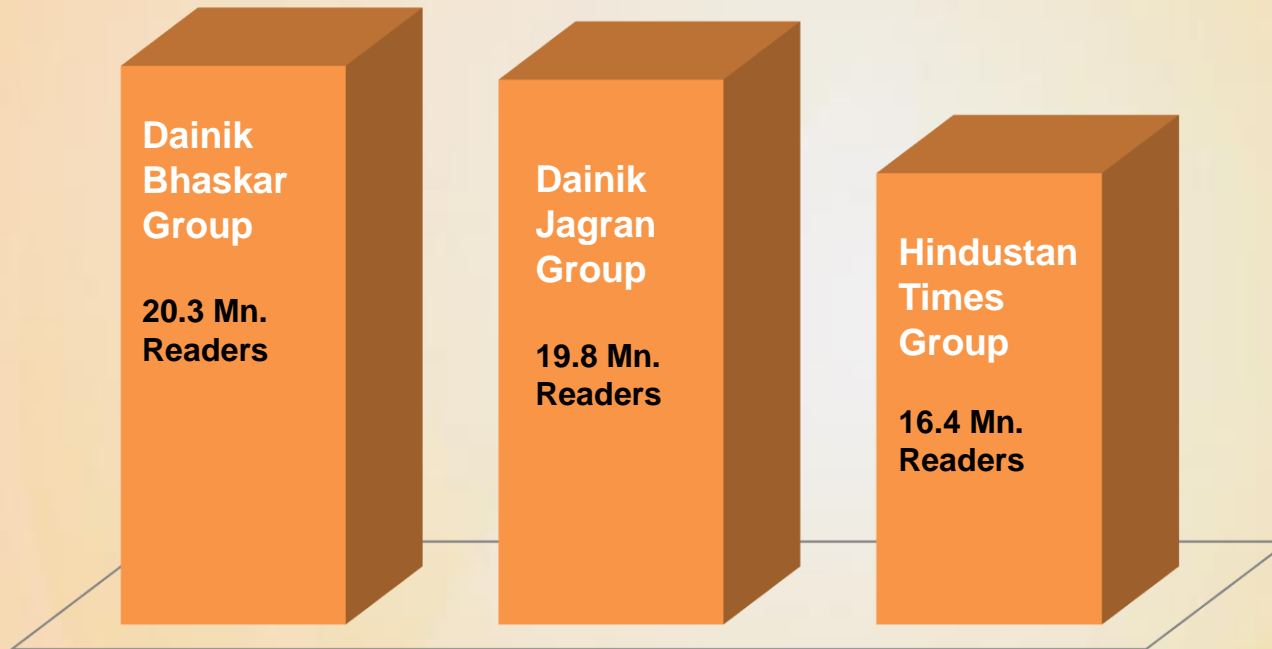 Dainik
Bhaskar
Group
20.3 Mn.
Readers
Dainik
Jagran
Group
19.8 Mn.
Readers
Hindustan
Times
Group
16.4 Mn.
Readers